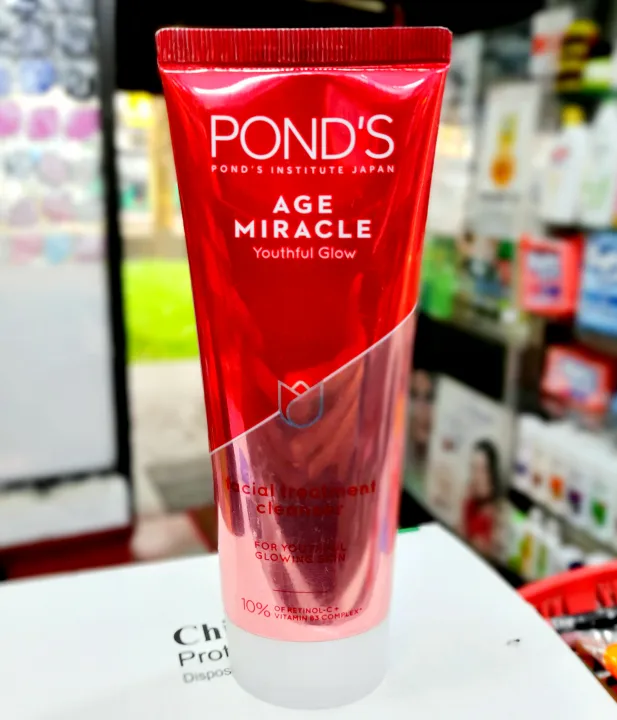 POND'S
POND'S INSTITUTE JAPAN
AGE
MIRACLE
Youthful Glow
facial treatment
cleanser
FOR YOUTHFUL
GLOWING SKIN
10% OF RETINOL-C +
VITAMIN B3 COMPLEX*